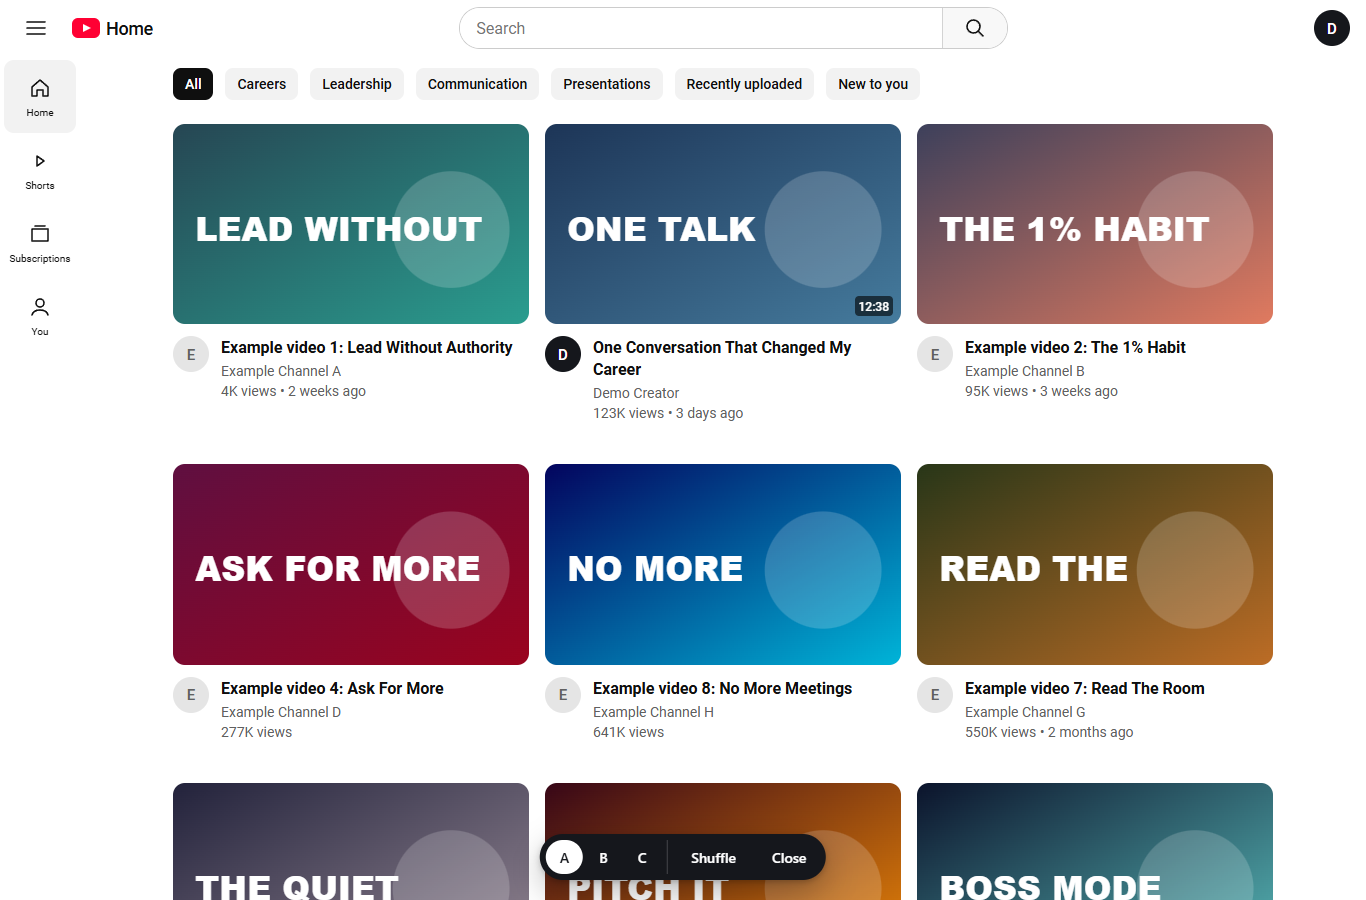 Home
Search
D
All
Careers
Leadership
Communication
Presentations
Recently uploaded
New to you
Home
Shorts
Subscriptions
You
LEAD WITHOUT
E
Example video 1: Lead Without Authority
Example Channel A
4K views • 2 weeks ago
ONE TALK
12:38
D
One Conversation That Changed My
Career
Demo Creator
123K views • 3 days ago
THE 1% HABIT
E
Example video 2: The 1% Habit
Example Channel B
95K views • 3 weeks ago
ASK FOR MORE
E
Example video 4: Ask For More
Example Channel D
277K views
NO MORE
E
Example video 8: No More Meetings
Example Channel H
641K views
READ THE
E
Example video 7: Read The Room
Example Channel G
550K views • 2 months ago
THE QUIET
PITCH IT
BOSS MODE
A
B
C
Shuffle
Close